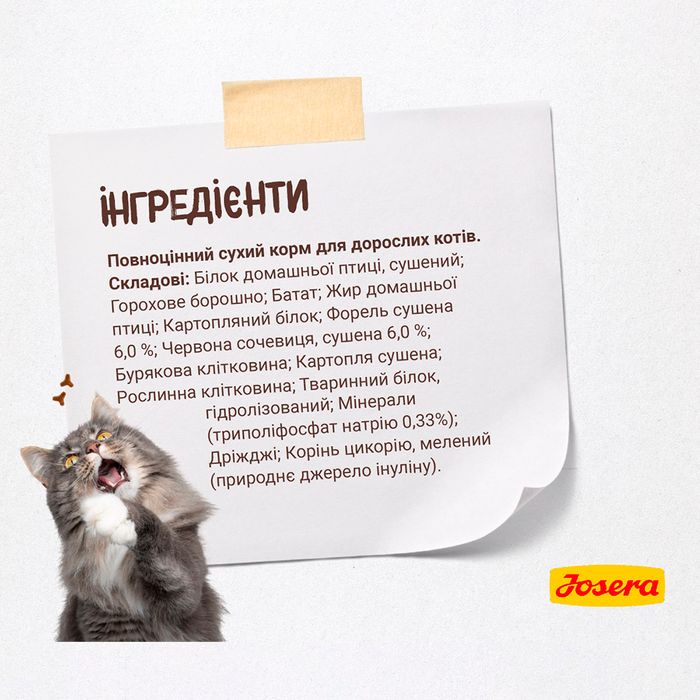 ІНГРЕДІЄНТИ
Повноцінний сухий корм для дорослих котів.
Складові: Білок домашньої птиці, сушений;
Горохове борошно; Батат; Жир домашньої
птиці; Картопляний білок; Форель сушена
6,0 %; Червона сочевиця, сушена 6,0 %;
Бурякова клітковина; Картопля сушена;
Рослинна клітковина; Тваринний білок,
гідролізований; Мінерали
(триполіфосфат натрію 0,33%);
Дріжджі; Корінь цикорію, мелений
(природнє джерело інуліну).
Josera